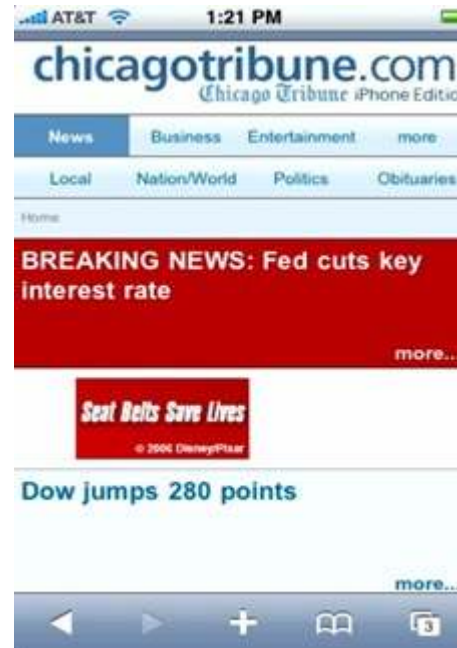 AT&T 1:21 PM
chicagotribune.com
Chicago Tribune iPhone Editio
News Business Entertainment more
Local Nation/World Politics Obituaries
Home
BREAKING NEWS: Fed cuts key
interest rate
more...
Seat Belts Save Lives
© 2006 Disney/Pixar
Dow jumps 280 points
more...
3